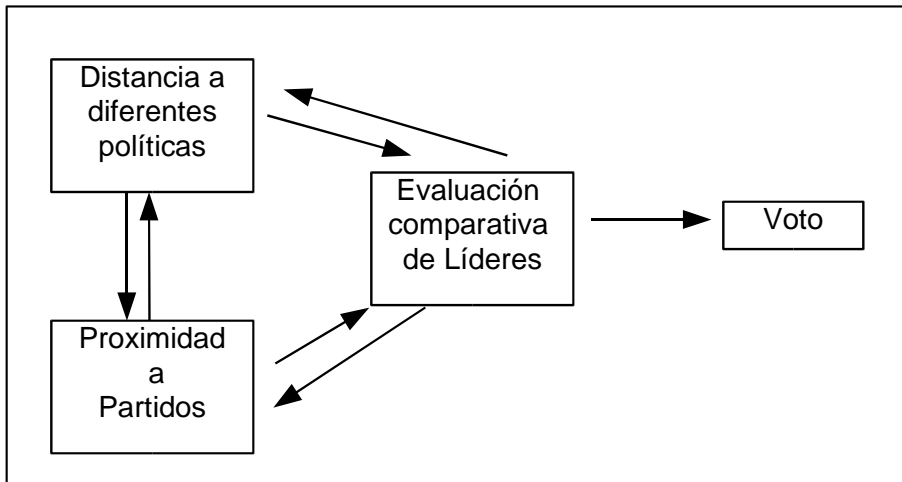 Distancia a
diferentes
políticas
Evaluación
comparativa
de Líderes
Voto
Proximidad
a
Partidos